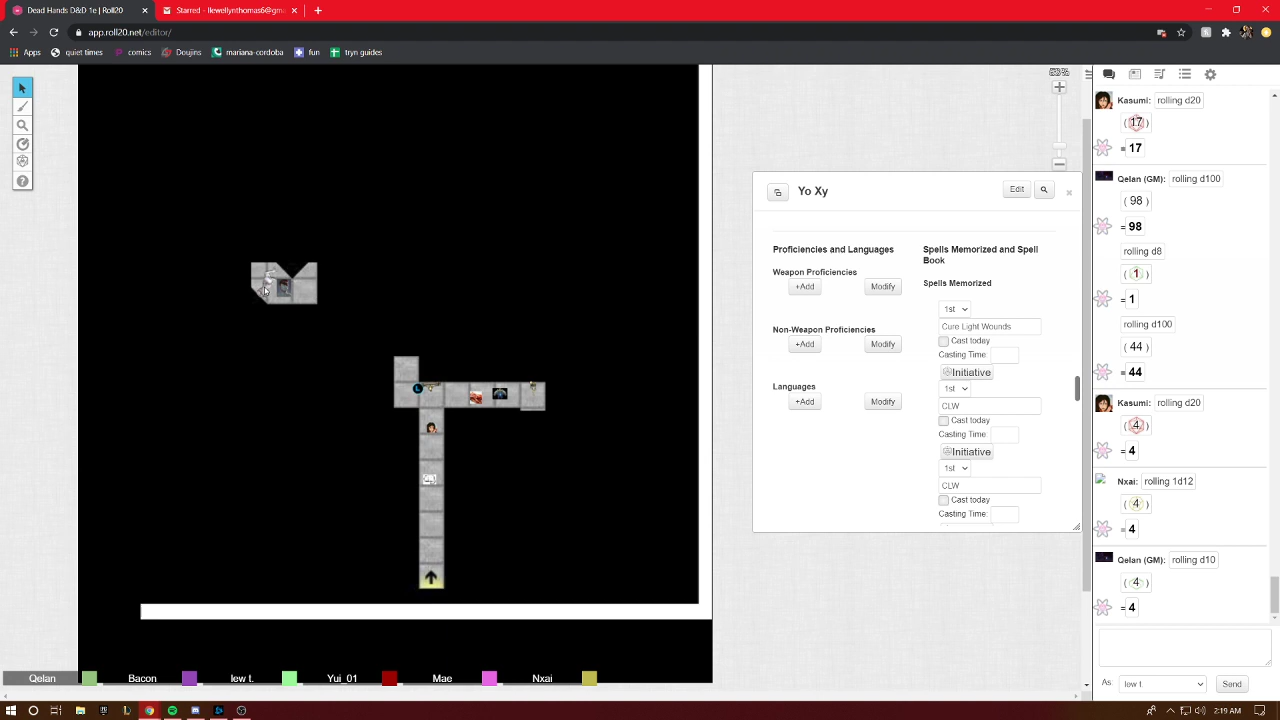 Dead Hands D&D 1e | Roll20
Starred - llewellynthomas6@gm
app.roll20.net/editor/
Apps
quiet times
comics
Doujins
mariana-cordoba
fun
tryn guides
Yo Xy
Edit
Proficiencies and Languages
Weapon Proficiencies
+Add
Modify
Non-Weapon Proficiencies
+Add
Modify
Languages
+Add
Modify
Spells Memorized and Spell
Book
Spells Memorized
1st
Cure Light Wounds
Cast today
Casting Time:
Initiative
1st
CLW
Cast today
Casting Time:
Initiative
1st
CLW
Cast today
Casting Time:
Kasumi: rolling d20
(17)
=17
Qelan (GM): rolling d100
(98)
=98
rolling d8
(1)
=1
rolling d100
(44)
=44
Kasumi: rolling d20
(4)
=4
Nxai: rolling 1d12
(4)
=4
Qelan (GM): rolling d10
(4)
=4
As: lew t.
Send
Qelan
Bacon
lew t.
Yui_01
Mae
Nxai
2:19 AM